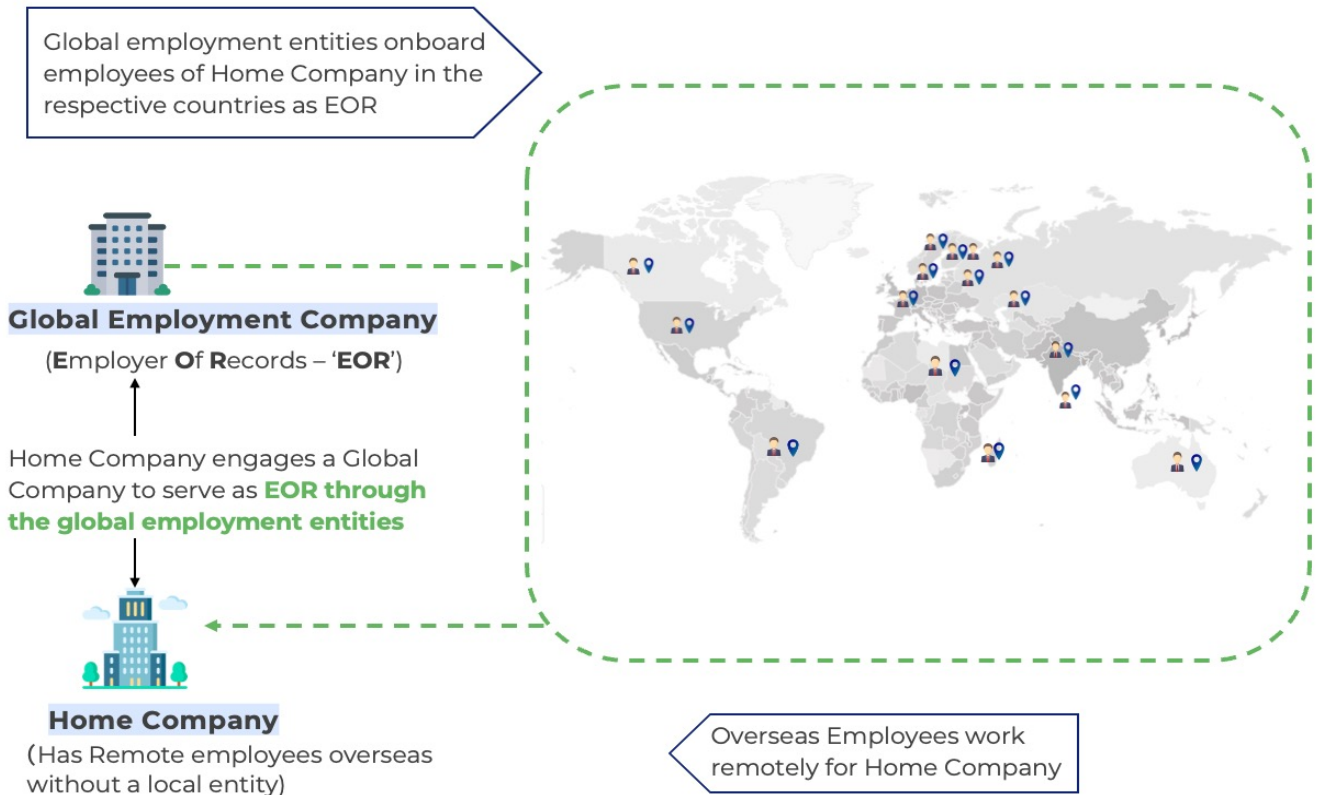 Global employment entities onboard
employees of Home Company in the
respective countries as EOR
Global Employment Company
(Employer Of Records – ‘EOR’)
Home Company engages a Global
Company to serve as EOR through
the global employment entities
Home Company
(Has Remote employees overseas
without a local entity)
Overseas Employees work
remotely for Home Company